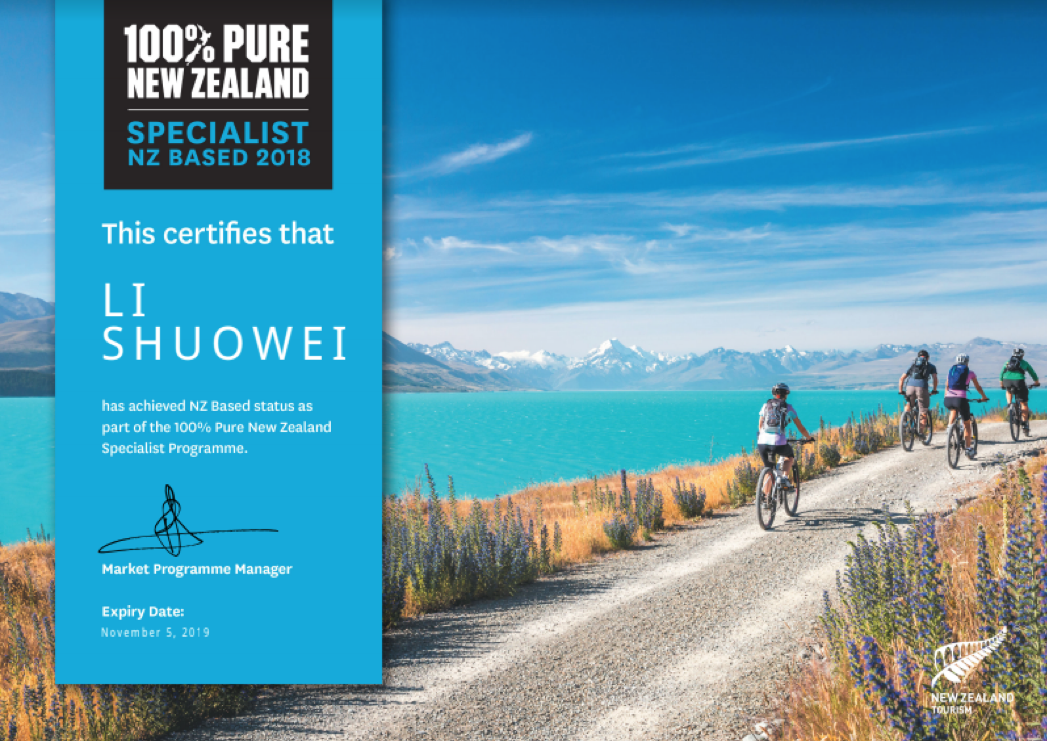 100% PURE
NEW ZEALAND
SPECIALIST
NZ BASED 2018
This certifies that
LI
SHUOWEI
has achieved NZ Based status as
part of the 100% Pure New Zealand
Specialist Programme.
Market Programme Manager
Expiry Date:
November 5, 2019
NEW ZEALAND
TOURISM